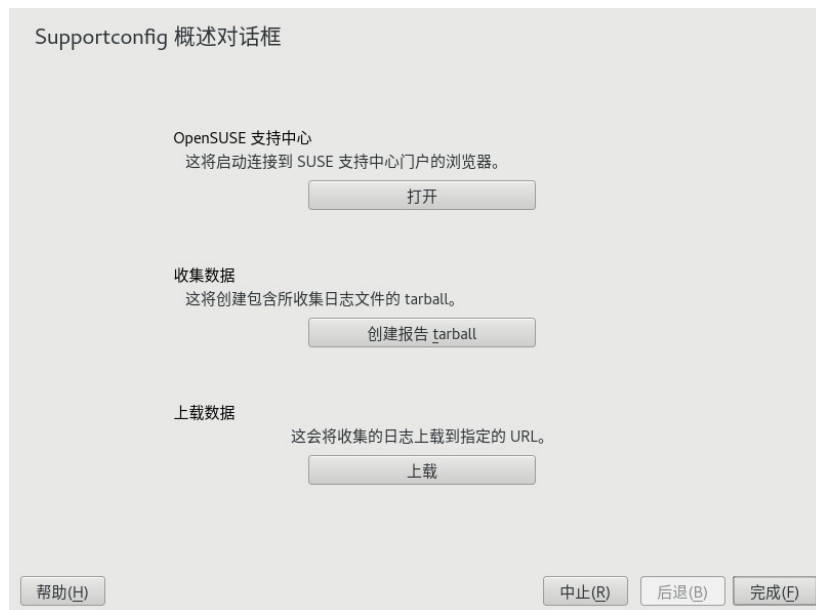 Supportconfig 概述对话框
OpenSUSE 支持中心
这将启动连接到 SUSE 支持中心门户的浏览器。
打开
收集数据
这将创建包含所收集日志文件的 tarball。
创建报告 tarball
上载数据
这会将收集的日志上载到指定的 URL。
上载
帮助(H) 中止(R) 后退(B) 完成(F)